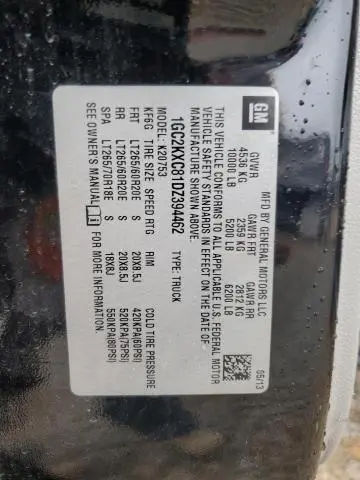 GM
MFD BY GENERAL MOTORS LLC
05/13
GVWR GAWR FRT GAWR RR
4536 KG 2359 KG 2812 KG
10000 LB 5200 LB 6200 LB
THIS VEHICLE CONFORMS TO ALL APPLICABLE U.S. FEDERAL MOTOR
VEHICLE SAFETY STANDARDS IN EFFECT ON THE DATE OF
MANUFACTURE SHOWN ABOVE.
1GC2KXC81DZ394462 TYPE: TRUCK
MODEL: K20753
KF6G TIRE SIZE SPEED RTG RIM COLD TIRE PRESSURE
FRT LT265/60R20E S 20X8.5J 420KPA(60PSI)
RR LT265/60R20E S 20X8.5J 520KPA(75PSI)
SPA LT265/70R18E S 18X8J 550KPA(80PSI)
SEE OWNER'S MANUAL FOR MORE INFORMATION.